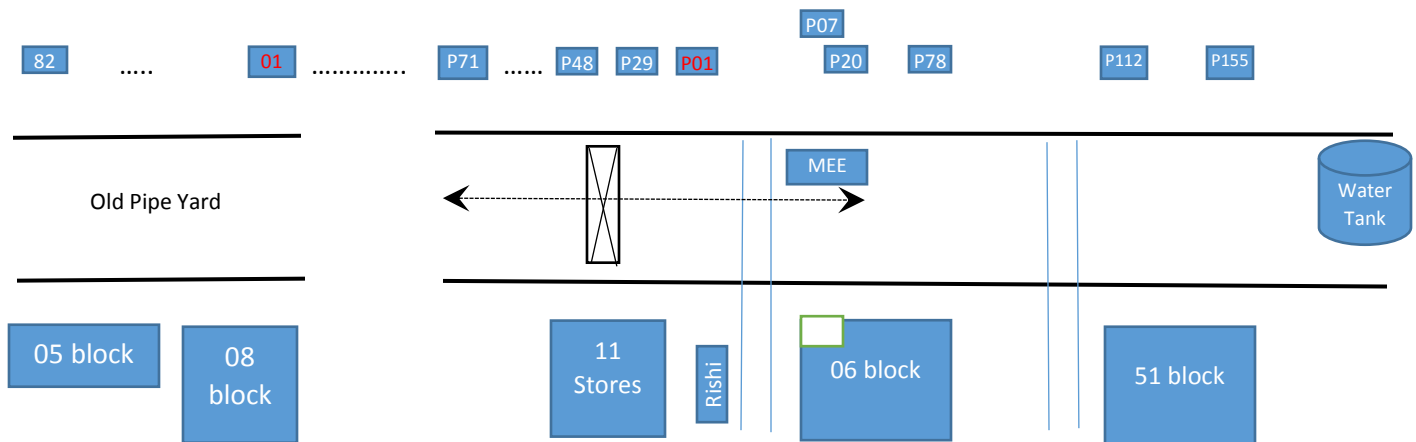 P07
82
.....
01
..............
P71
......
P48
P29
P01
P20
P78
P112
P155
MEE
Old Pipe Yard
Water
Tank
05 block
08
block
11
Stores
Rishi
06 block
51 block